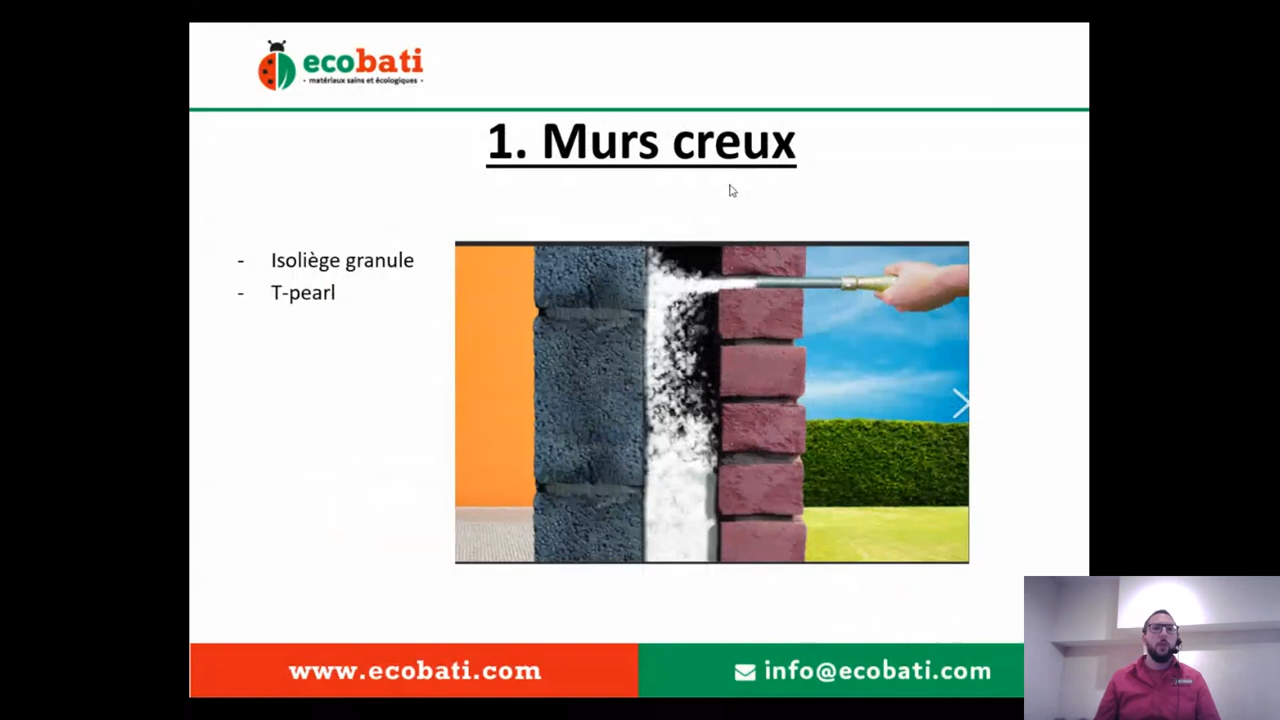 ecobati
· matériaux sains et écologiques ·
1. Murs creux
- Isoliège granule
- T-pearl
www.ecobati.com
info@ecobati.com